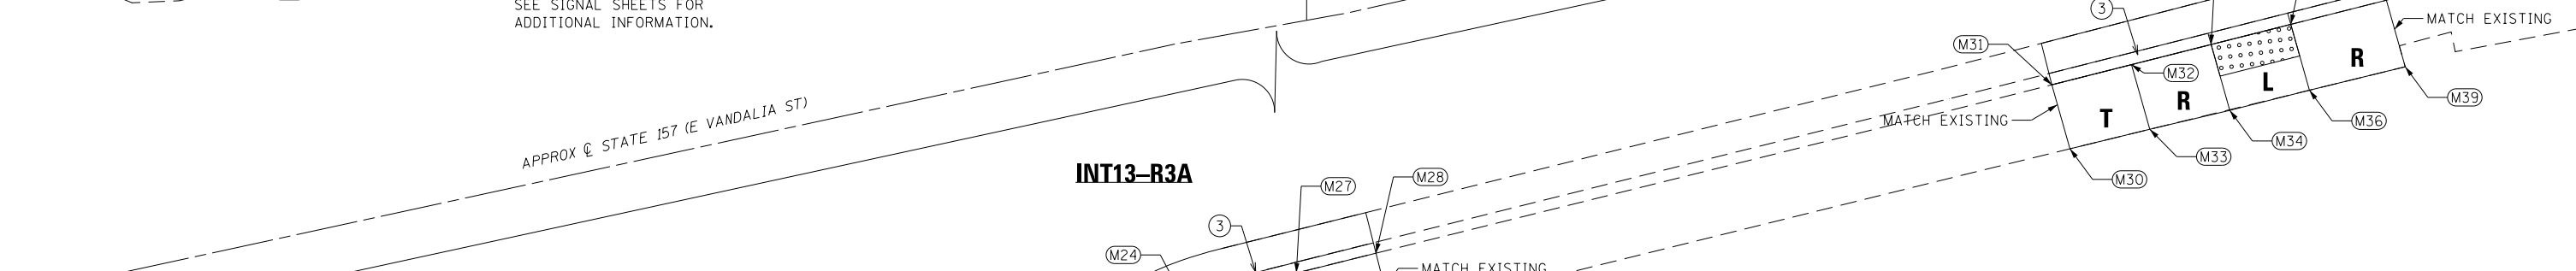 SEE SIGNAL SHEETS FOR
ADDITIONAL INFORMATION.
3
MATCH EXISTING
M31
R
M32
L
M39
APPROX ℄ STATE 157 (E VANDALIA ST)
R
MATCH EXISTING
T
M36
M34
M33
INT13–R3A
M27
M28
M30
3
M24
MATCH EXISTING